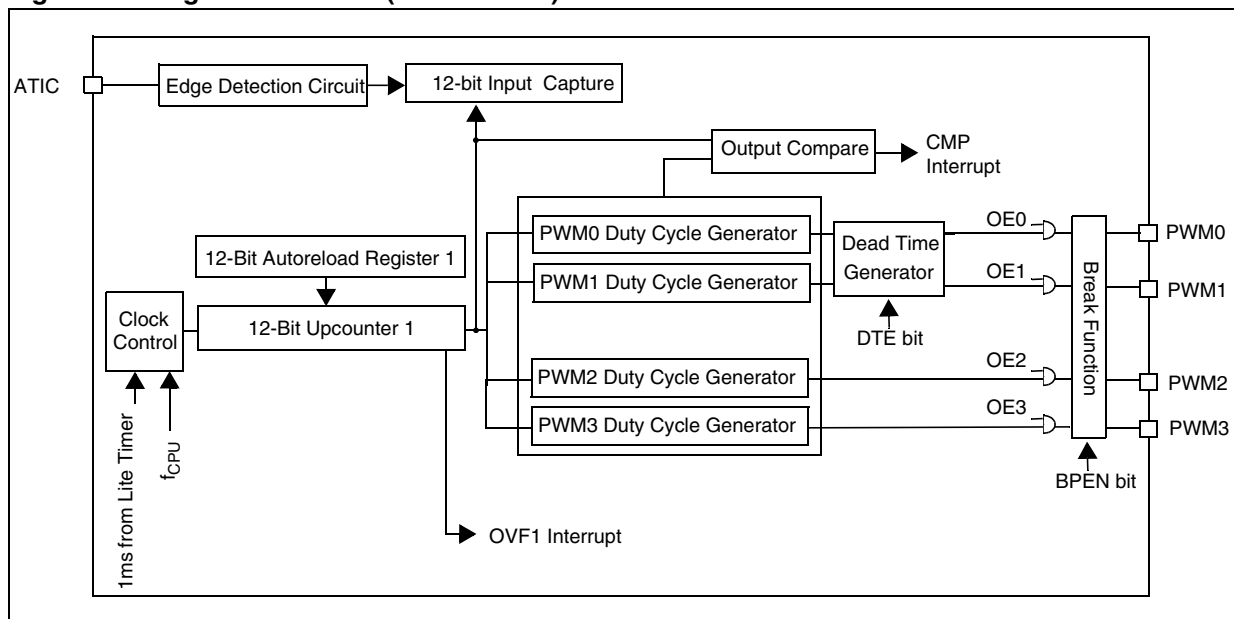 ATIC
Edge Detection Circuit
12-bit Input Capture
Output Compare
CMP
Interrupt
PWM0 Duty Cycle Generator
PWM1 Duty Cycle Generator
Dead Time
Generator
DTE bit
OE0
OE1
PWM0
PWM1
12-Bit Autoreload Register 1
12-Bit Upcounter 1
Clock
Control
PWM2 Duty Cycle Generator
PWM3 Duty Cycle Generator
OE2
OE3
Break Function
PWM2
PWM3
BPEN bit
1ms from Lite Timer
fCPU
OVF1 Interrupt